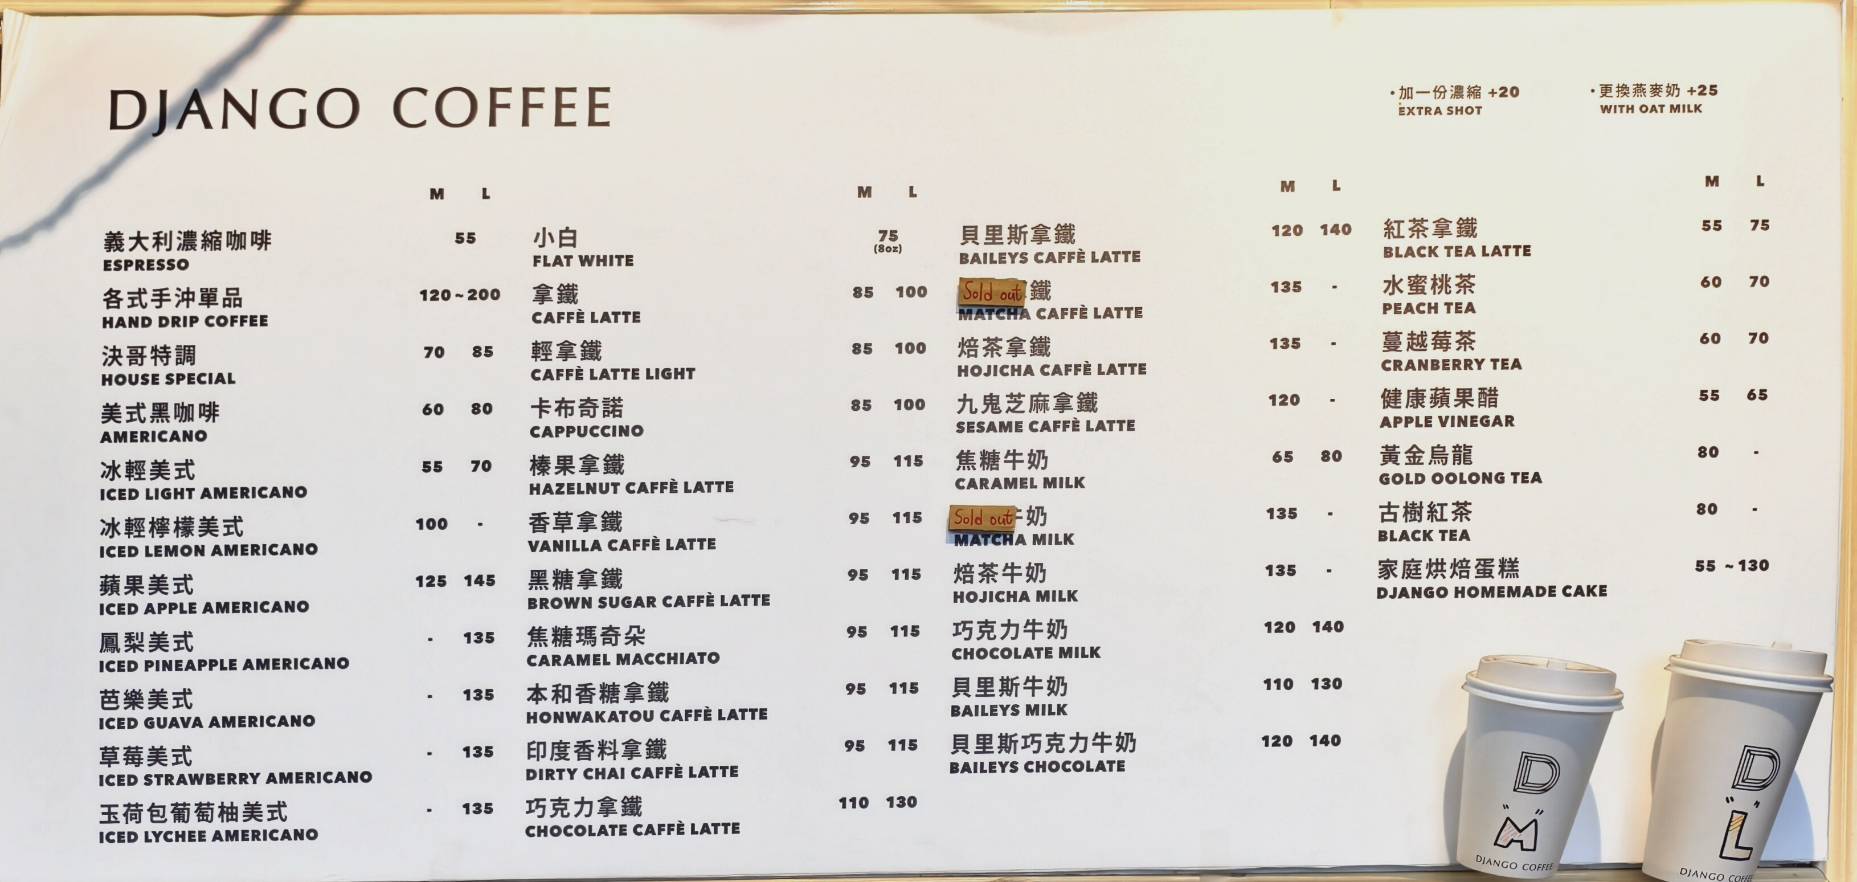 DJANGO COFFEE
・加一份濃縮 +20
EXTRA SHOT
・更換燕麥奶 +25
WITH OAT MILK
M L
義大利濃縮咖啡 55
ESPRESSO
各式手沖單品 120~200
HAND DRIP COFFEE
決哥特調 70 85
HOUSE SPECIAL
美式黑咖啡 60 80
AMERICANO
冰輕美式 55 70
ICED LIGHT AMERICANO
冰輕檸檬美式 100 -
ICED LEMON AMERICANO
蘋果美式 125 145
ICED APPLE AMERICANO
鳳梨美式 - 135
ICED PINEAPPLE AMERICANO
芭樂美式 - 135
ICED GUAVA AMERICANO
草莓美式 - 135
ICED STRAWBERRY AMERICANO
玉荷包葡萄柚美式 - 135
ICED LYCHEE AMERICANO
M L
小白 75
FLAT WHITE (8oz)
拿鐵 85 100
CAFFÈ LATTE
輕拿鐵 85 100
CAFFÈ LATTE LIGHT
卡布奇諾 85 100
CAPPUCCINO
榛果拿鐵 95 115
HAZELNUT CAFFÈ LATTE
香草拿鐵 95 115
VANILLA CAFFÈ LATTE
黑糖拿鐵 95 115
BROWN SUGAR CAFFÈ LATTE
焦糖瑪奇朵 95 115
CARAMEL MACCHIATO
本和香糖拿鐵 95 115
HONWAKATOU CAFFÈ LATTE
印度香料拿鐵 95 115
DIRTY CHAI CAFFÈ LATTE
巧克力拿鐵 110 130
CHOCOLATE CAFFÈ LATTE
M L
貝里斯拿鐵 120 140
BAILEYS CAFFÈ LATTE
Sold out 鐵 135 -
MATCHA CAFFÈ LATTE
焙茶拿鐵 135 -
HOJICHA CAFFÈ LATTE
九鬼芝麻拿鐵 120 -
SESAME CAFFÈ LATTE
焦糖牛奶 65 80
CARAMEL MILK
Sold out 牛奶 135 -
MATCHA MILK
焙茶牛奶 135 -
HOJICHA MILK
巧克力牛奶 120 140
CHOCOLATE MILK
貝里斯牛奶 110 130
BAILEYS MILK
貝里斯巧克力牛奶 120 140
BAILEYS CHOCOLATE
M L
紅茶拿鐵 55 75
BLACK TEA LATTE
水蜜桃茶 60 70
PEACH TEA
蔓越莓茶 60 70
CRANBERRY TEA
健康蘋果醋 55 65
APPLE VINEGAR
黃金烏龍 80 -
GOLD OOLONG TEA
古樹紅茶 80 -
BLACK TEA
家庭烘焙蛋糕 55 ~130
DJANGO HOMEMADE CAKE
D
M
DJANGO COFFEE
D
L
DJANGO COFFEE